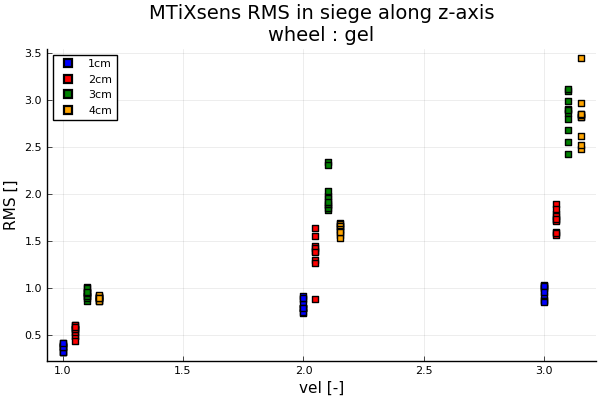 MTiXsens RMS in siege along z-axis
wheel : gel
3.5
3.0
2.5
2.0
1.5
1.0
0.5
RMS []
1cm
2cm
3cm
4cm
1.0 1.5 2.0 2.5 3.0
vel [-]